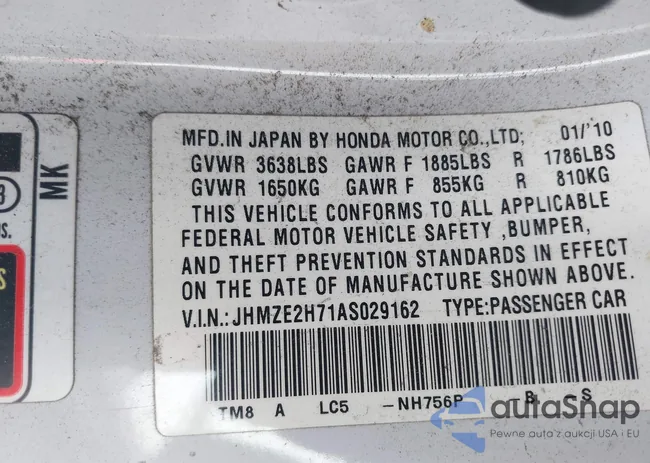 MFD.IN JAPAN BY HONDA MOTOR CO.,LTD; 01/'10
GVWR 3638LBS GAWR F 1885LBS R 1786LBS
GVWR 1650KG GAWR F 855KG R 810KG
THIS VEHICLE CONFORMS TO ALL APPLICABLE
FEDERAL MOTOR VEHICLE SAFETY ,BUMPER,
AND THEFT PREVENTION STANDARDS IN EFFECT
ON THE DATE OF MANUFACTURE SHOWN ABOVE.
V.I.N.: JHMZE2H71AS029162 TYPE:PASSENGER CAR
TM8 A LC5 -NH756P -B -S
MK
autaSnap
Pewne auta z aukcji USA i EU